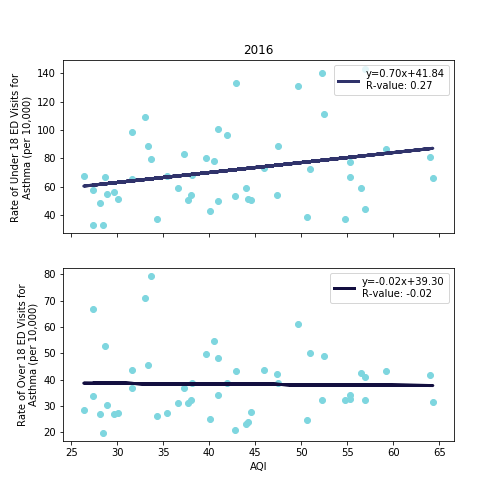 2016
Rate of Under 18 ED Visits for
Asthma (per 10,000)
140
120
100
80
60
40
y=0.70x+41.84
R-value: 0.27
Rate of Over 18 ED Visits for
Asthma (per 10,000)
80
70
60
50
40
30
20
y=-0.02x+39.30
R-value: -0.02
25 30 35 40 45 50 55 60 65
AQI